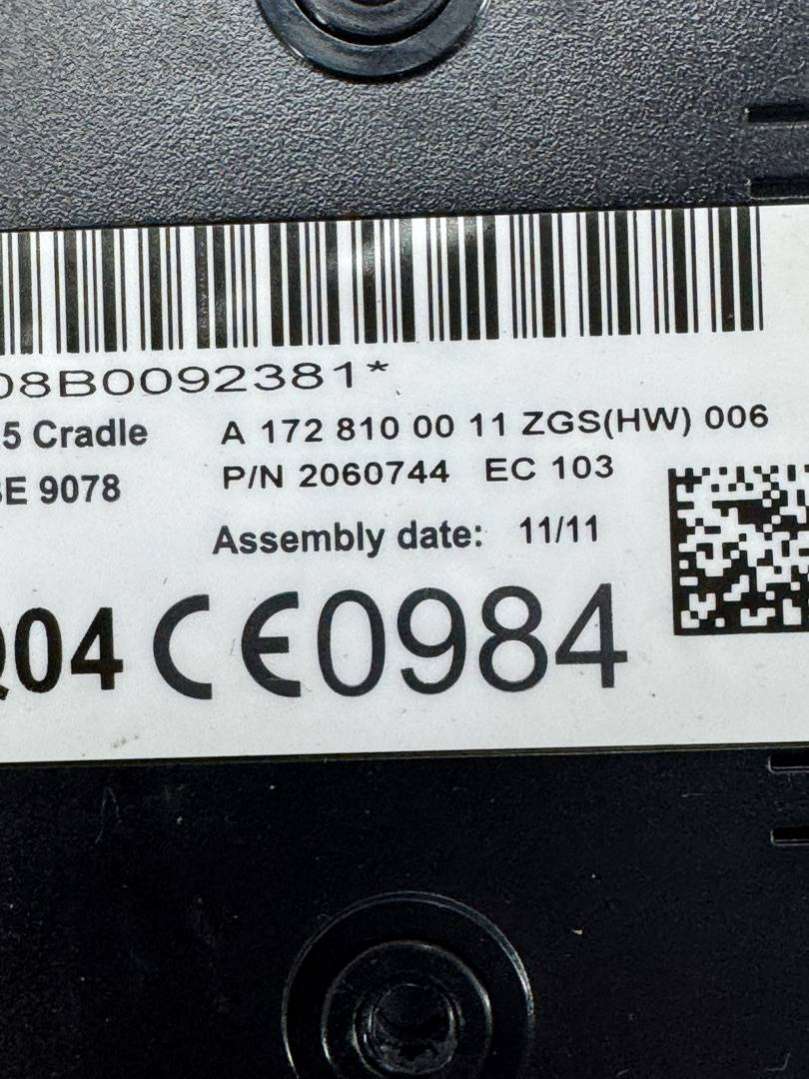 08B0092381*
5 Cradle A 172 810 00 11 ZGS(HW) 006
E 9078 P/N 2060744 EC 103
Assembly date: 11/11
Q04 CE0984